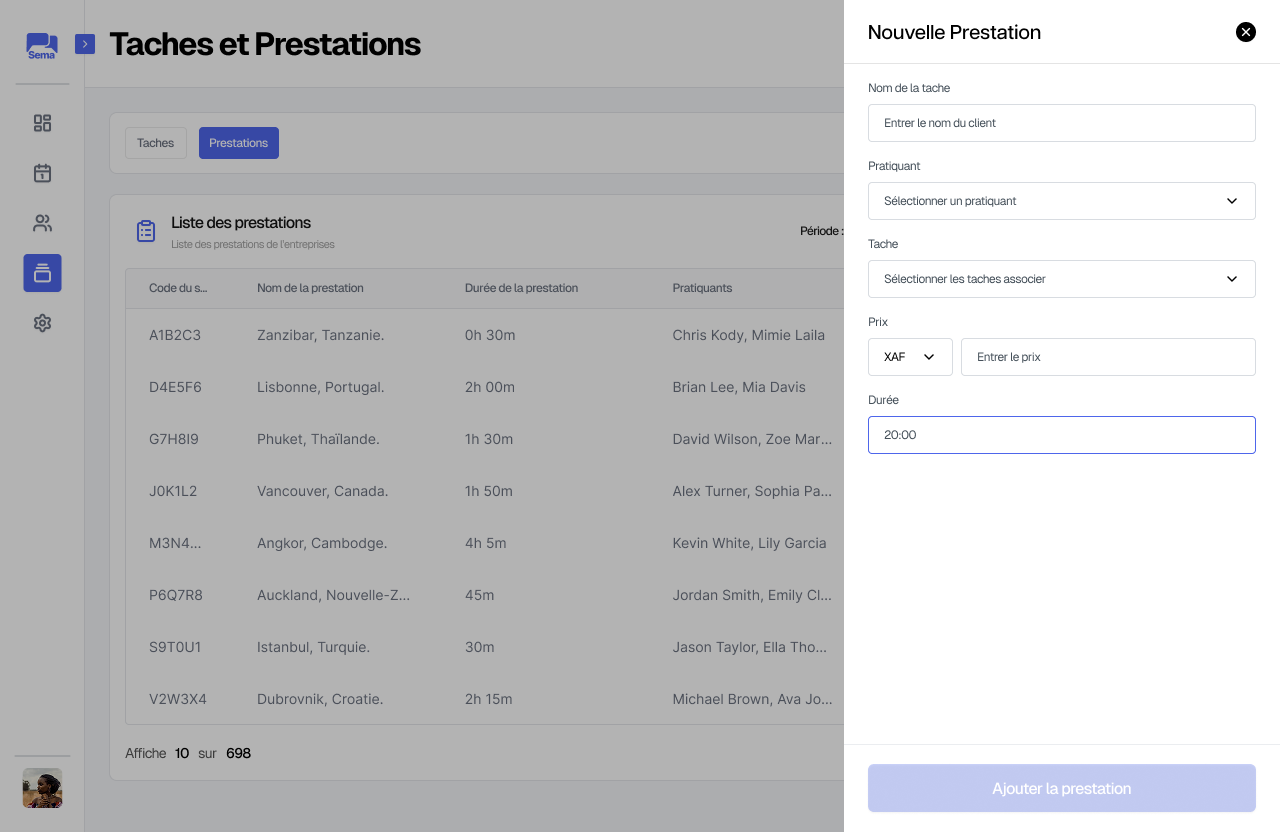 Sema
Taches et Prestations
Taches
Prestations
Liste des prestations
Liste des prestations de l'entreprises
Période :
Code du s...
Nom de la prestation
Durée de la prestation
Pratiquants
A1B2C3 Zanzibar, Tanzanie. 0h 30m Chris Kody, Mimie Laila
D4E5F6 Lisbonne, Portugal. 2h 00m Brian Lee, Mia Davis
G7H8I9 Phuket, Thaïlande. 1h 30m David Wilson, Zoe Mar...
J0K1L2 Vancouver, Canada. 1h 50m Alex Turner, Sophia Pa...
M3N4... Angkor, Cambodge. 4h 5m Kevin White, Lily Garcia
P6Q7R8 Auckland, Nouvelle-Z... 45m Jordan Smith, Emily Cl...
S9T0U1 Istanbul, Turquie. 30m Jason Taylor, Ella Tho...
V2W3X4 Dubrovnik, Croatie. 2h 15m Michael Brown, Ava Jo...
Affiche 10 sur 698
Nouvelle Prestation
Nom de la tache
Entrer le nom du client
Pratiquant
Sélectionner un pratiquant
Tache
Sélectionner les taches associer
Prix
XAF
Entrer le prix
Durée
20:00
Ajouter la prestation